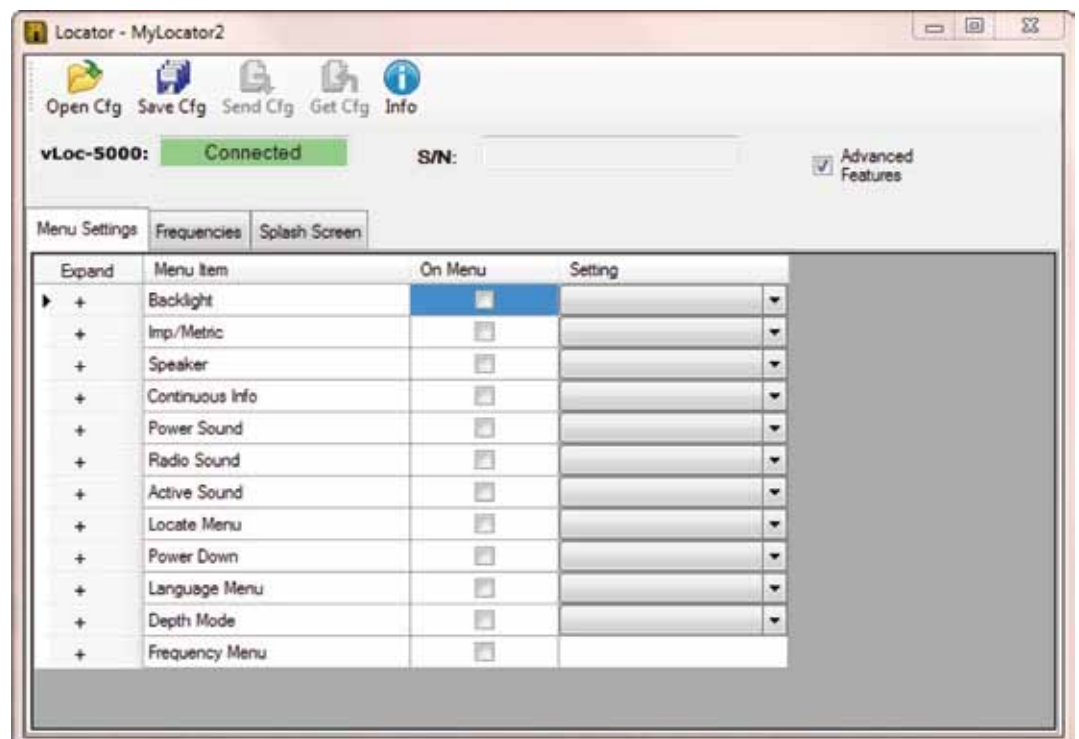 Locator - MyLocator2
Open Cfg Save Cfg Send Cfg Get Cfg Info
vLoc-5000: Connected S/N: Advanced Features
Menu Settings Frequencies Splash Screen
Expand Menu Item On Menu Setting
+ Backlight
+ Imp/Metric
+ Speaker
+ Continuous Info
+ Power Sound
+ Radio Sound
+ Active Sound
+ Locate Menu
+ Power Down
+ Language Menu
+ Depth Mode
+ Frequency Menu